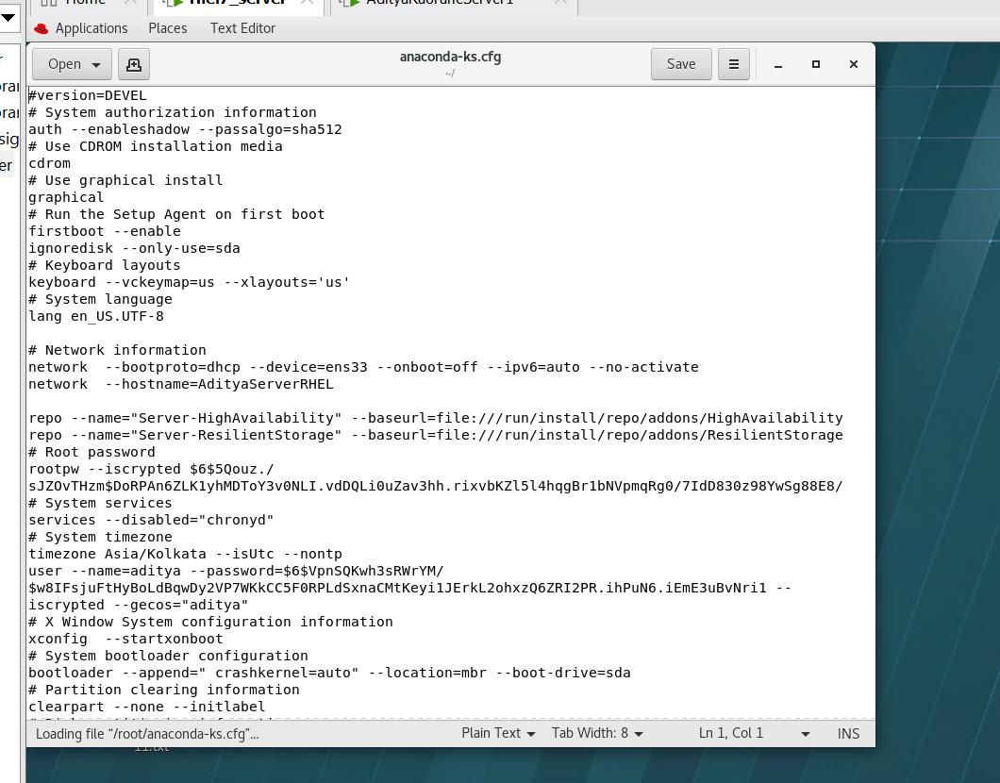 Home
rhel7_server
AdityaRaoraneServer1
Applications Places Text Editor
Open
anaconda-ks.cfg
~/
Save
#version=DEVEL
# System authorization information
auth --enableshadow --passalgo=sha512
# Use CDROM installation media
cdrom
# Use graphical install
graphical
# Run the Setup Agent on first boot
firstboot --enable
ignoredisk --only-use=sda
# Keyboard layouts
keyboard --vckeymap=us --xlayouts='us'
# System language
lang en_US.UTF-8

# Network information
network  --bootproto=dhcp --device=ens33 --onboot=off --ipv6=auto --no-activate
network  --hostname=AdityaServerRHEL

repo --name="Server-HighAvailability" --baseurl=file:///run/install/repo/addons/HighAvailability
repo --name="Server-ResilientStorage" --baseurl=file:///run/install/repo/addons/ResilientStorage
# Root password
rootpw --iscrypted $6$5Qouz./
sJZOvTHzm$DoRPAn6ZLK1yhMDToY3v0NLI.vdDQLi0uZav3hh.rixvbKZl5l4hqgBr1bNVpmqRg0/7IdD830z98YwSg88E8/
# System services
services --disabled="chronyd"
# System timezone
timezone Asia/Kolkata --isUtc --nontp
user --name=aditya --password=$6$VpnSQKwh3sRWrYM/
$w8IFsjuFtHyBoLdBqwDy2VP7WKkCC5F0RPLdSxnaCMtKeyi1JErkL2ohxzQ6ZRI2PR.ihPuN6.iEmE3uBvNri1 --
iscrypted --gecos="aditya"
# X Window System configuration information
xconfig  --startxonboot
# System bootloader configuration
bootloader --append=" crashkernel=auto" --location=mbr --boot-drive=sda
# Partition clearing information
clearpart --none --initlabel
Loading file “/root/anaconda-ks.cfg”... Plain Text Tab Width: 8 Ln 1, Col 1 INS